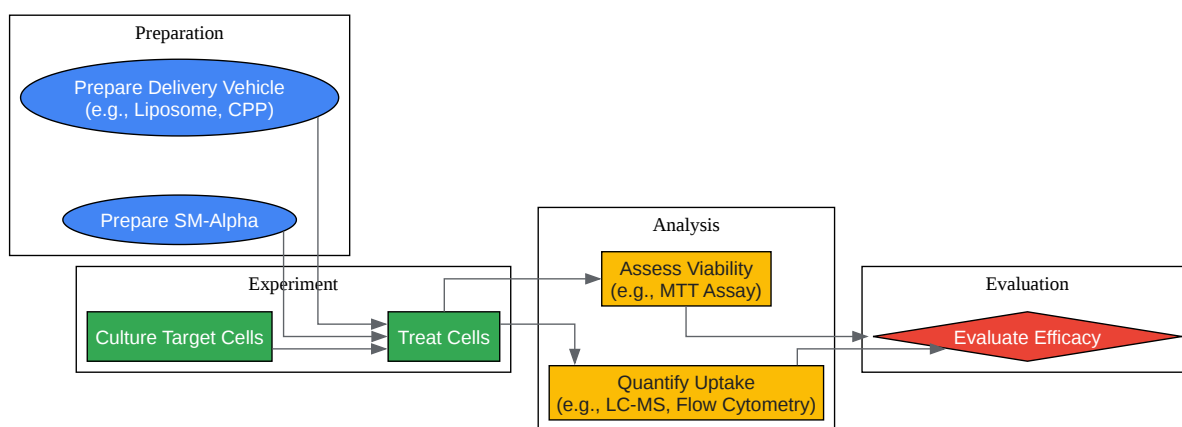 Preparation
Prepare Delivery Vehicle
(e.g., Liposome, CPP)
Prepare SM-Alpha
Experiment
Culture Target Cells
Treat Cells
Analysis
Assess Viability
(e.g., MTT Assay)
Quantify Uptake
(e.g., LC-MS, Flow Cytometry)
Evaluation
Evaluate Efficacy